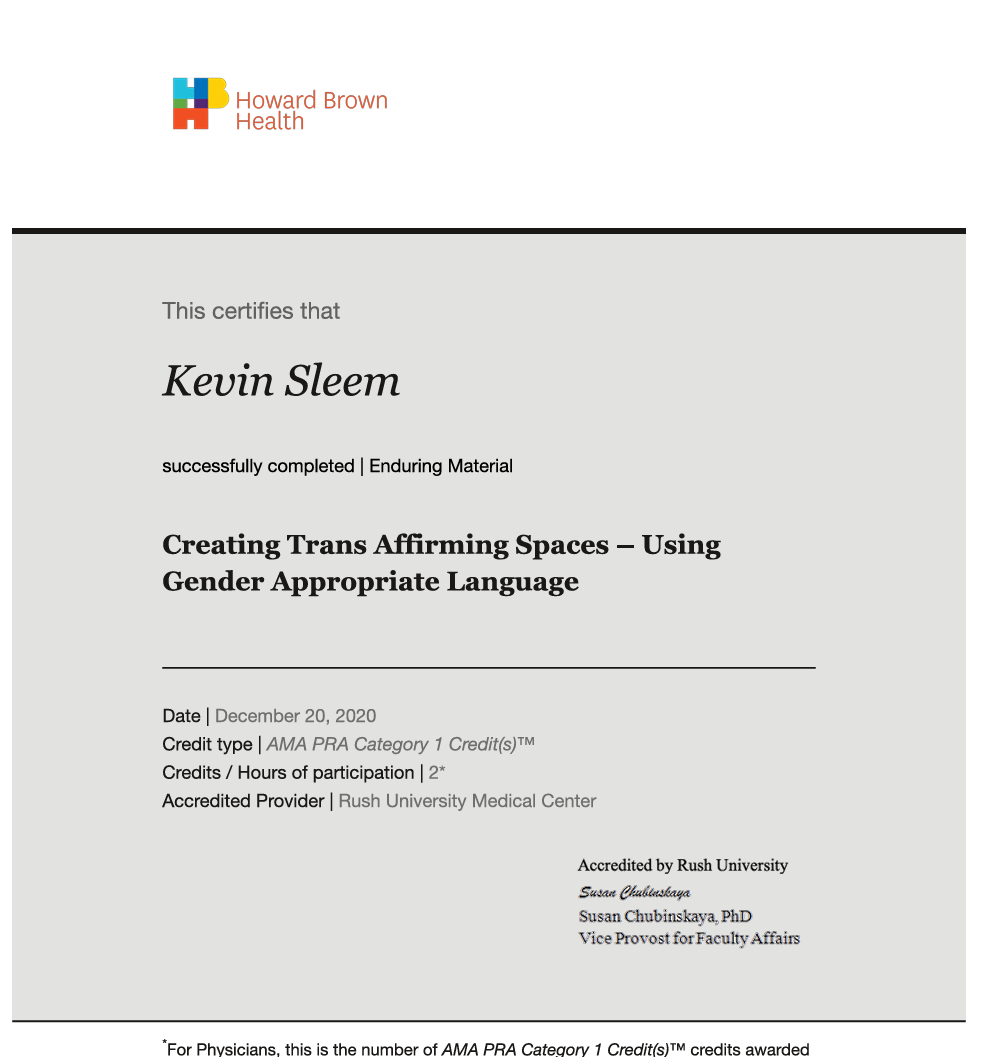 Howard Brown
Health
This certifies that
Kevin Sleem
successfully completed | Enduring Material
Creating Trans Affirming Spaces – Using
Gender Appropriate Language
Date | December 20, 2020
Credit type | AMA PRA Category 1 Credit(s)™
Credits / Hours of participation | 2*
Accredited Provider | Rush University Medical Center
Accredited by Rush University
Susan Chubinskaya
Susan Chubinskaya, PhD
Vice Provost for Faculty Affairs
*For Physicians, this is the number of AMA PRA Category 1 Credit(s)™ credits awarded